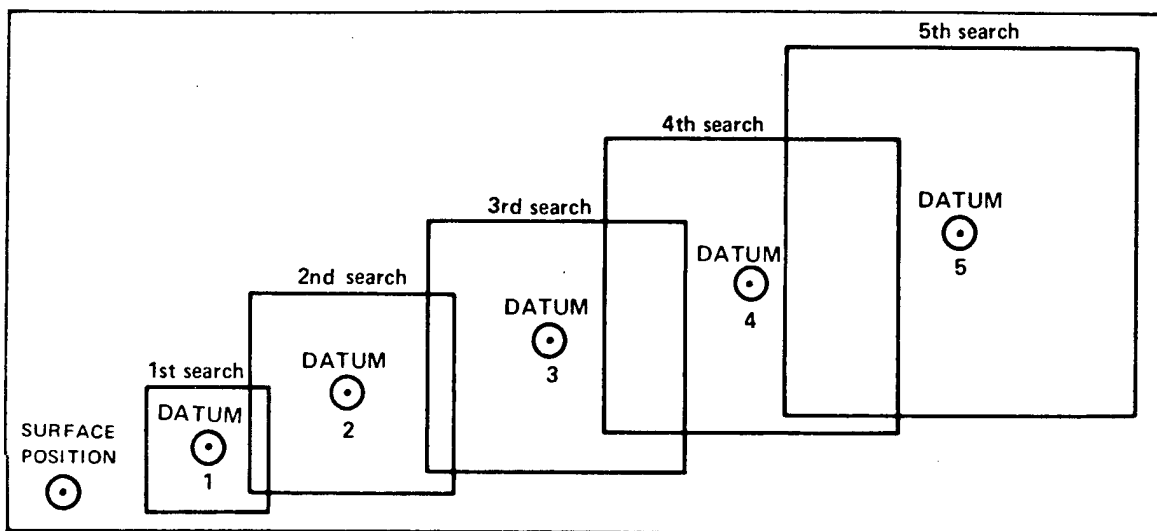 5th search
4th search
DATUM
5
3rd search
DATUM
4
2nd search
DATUM
3
1st search
DATUM
2
DATUM
1
SURFACE
POSITION